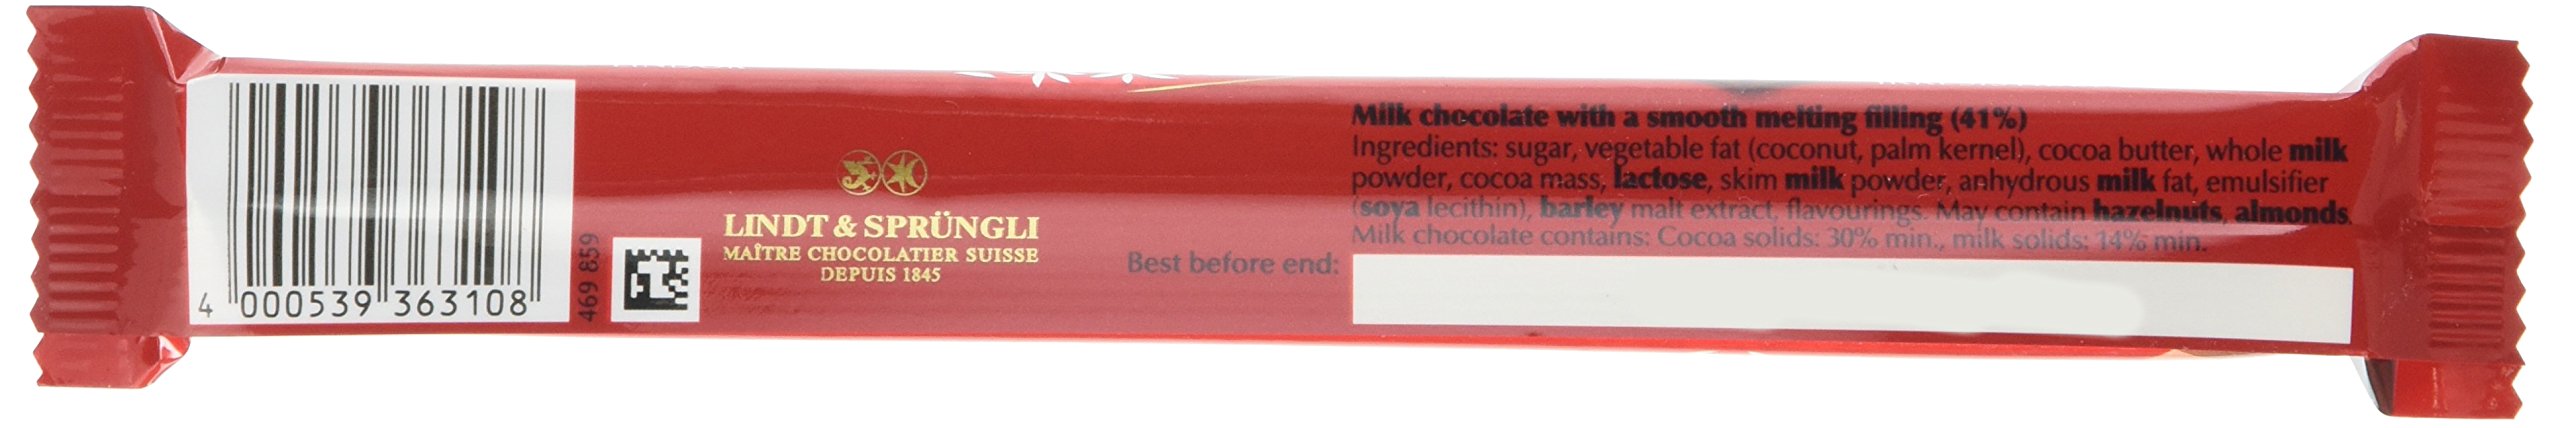 4 000539 363108
469 859
LINDT & SPRÜNGLI
MAÎTRE CHOCOLATIER SUISSE
DEPUIS 1845
Best before end:
Milk chocolate with a smooth melting filling (41%)
Ingredients: sugar, vegetable fat (coconut, palm kernel), cocoa butter, whole milk
powder, cocoa mass, lactose, skim milk powder, anhydrous milk fat, emulsifier
(soya lecithin), barley malt extract, flavourings. May contain hazelnuts, almonds.
Milk chocolate contains: Cocoa solids: 30% min., milk solids: 14% min.